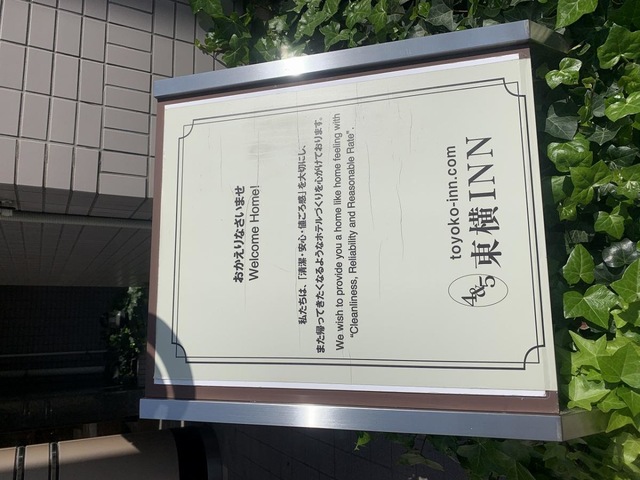 おかえりなさいませ
Welcome Home!
私たちは、「清潔・安心・値ごろ感」を大切にし、
また帰ってきたくなるようなホテルづくりを心がけております。
We wish to provide you a home like home feeling with
"Cleanliness, Reliability and Reasonable Rate".
toyoko-inn.com
4&5 東横INN